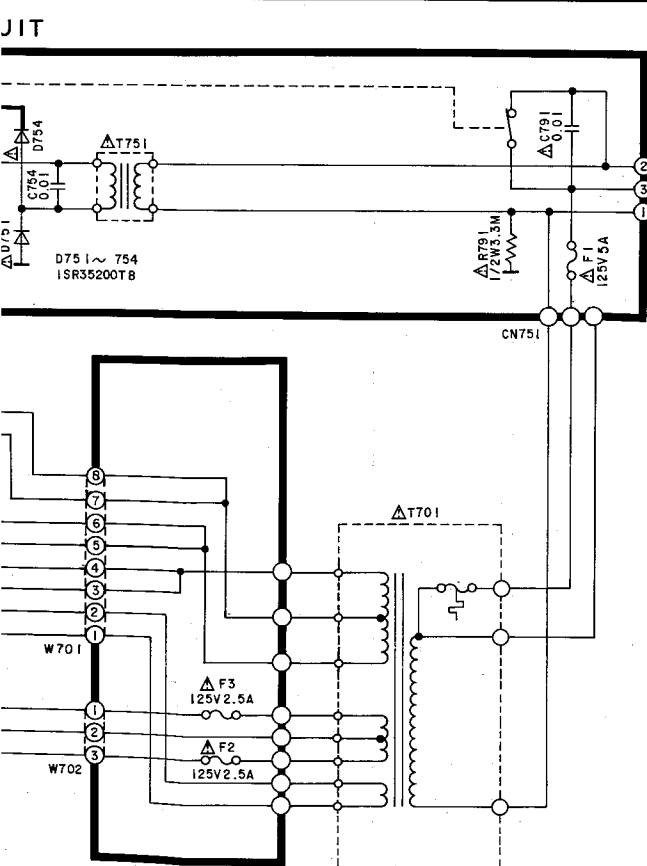 JIT
D754
T751
C791
0.01
C754
0.01
2
3
1
D751
R791
1/2W3.3M
F1
125V5A
D751~ 754
1SR35200TB
CN751
8
7
6
5
4
3
2
1
W701
T701
F3
125V2.5A
1
2
3
F2
125V2.5A
W702